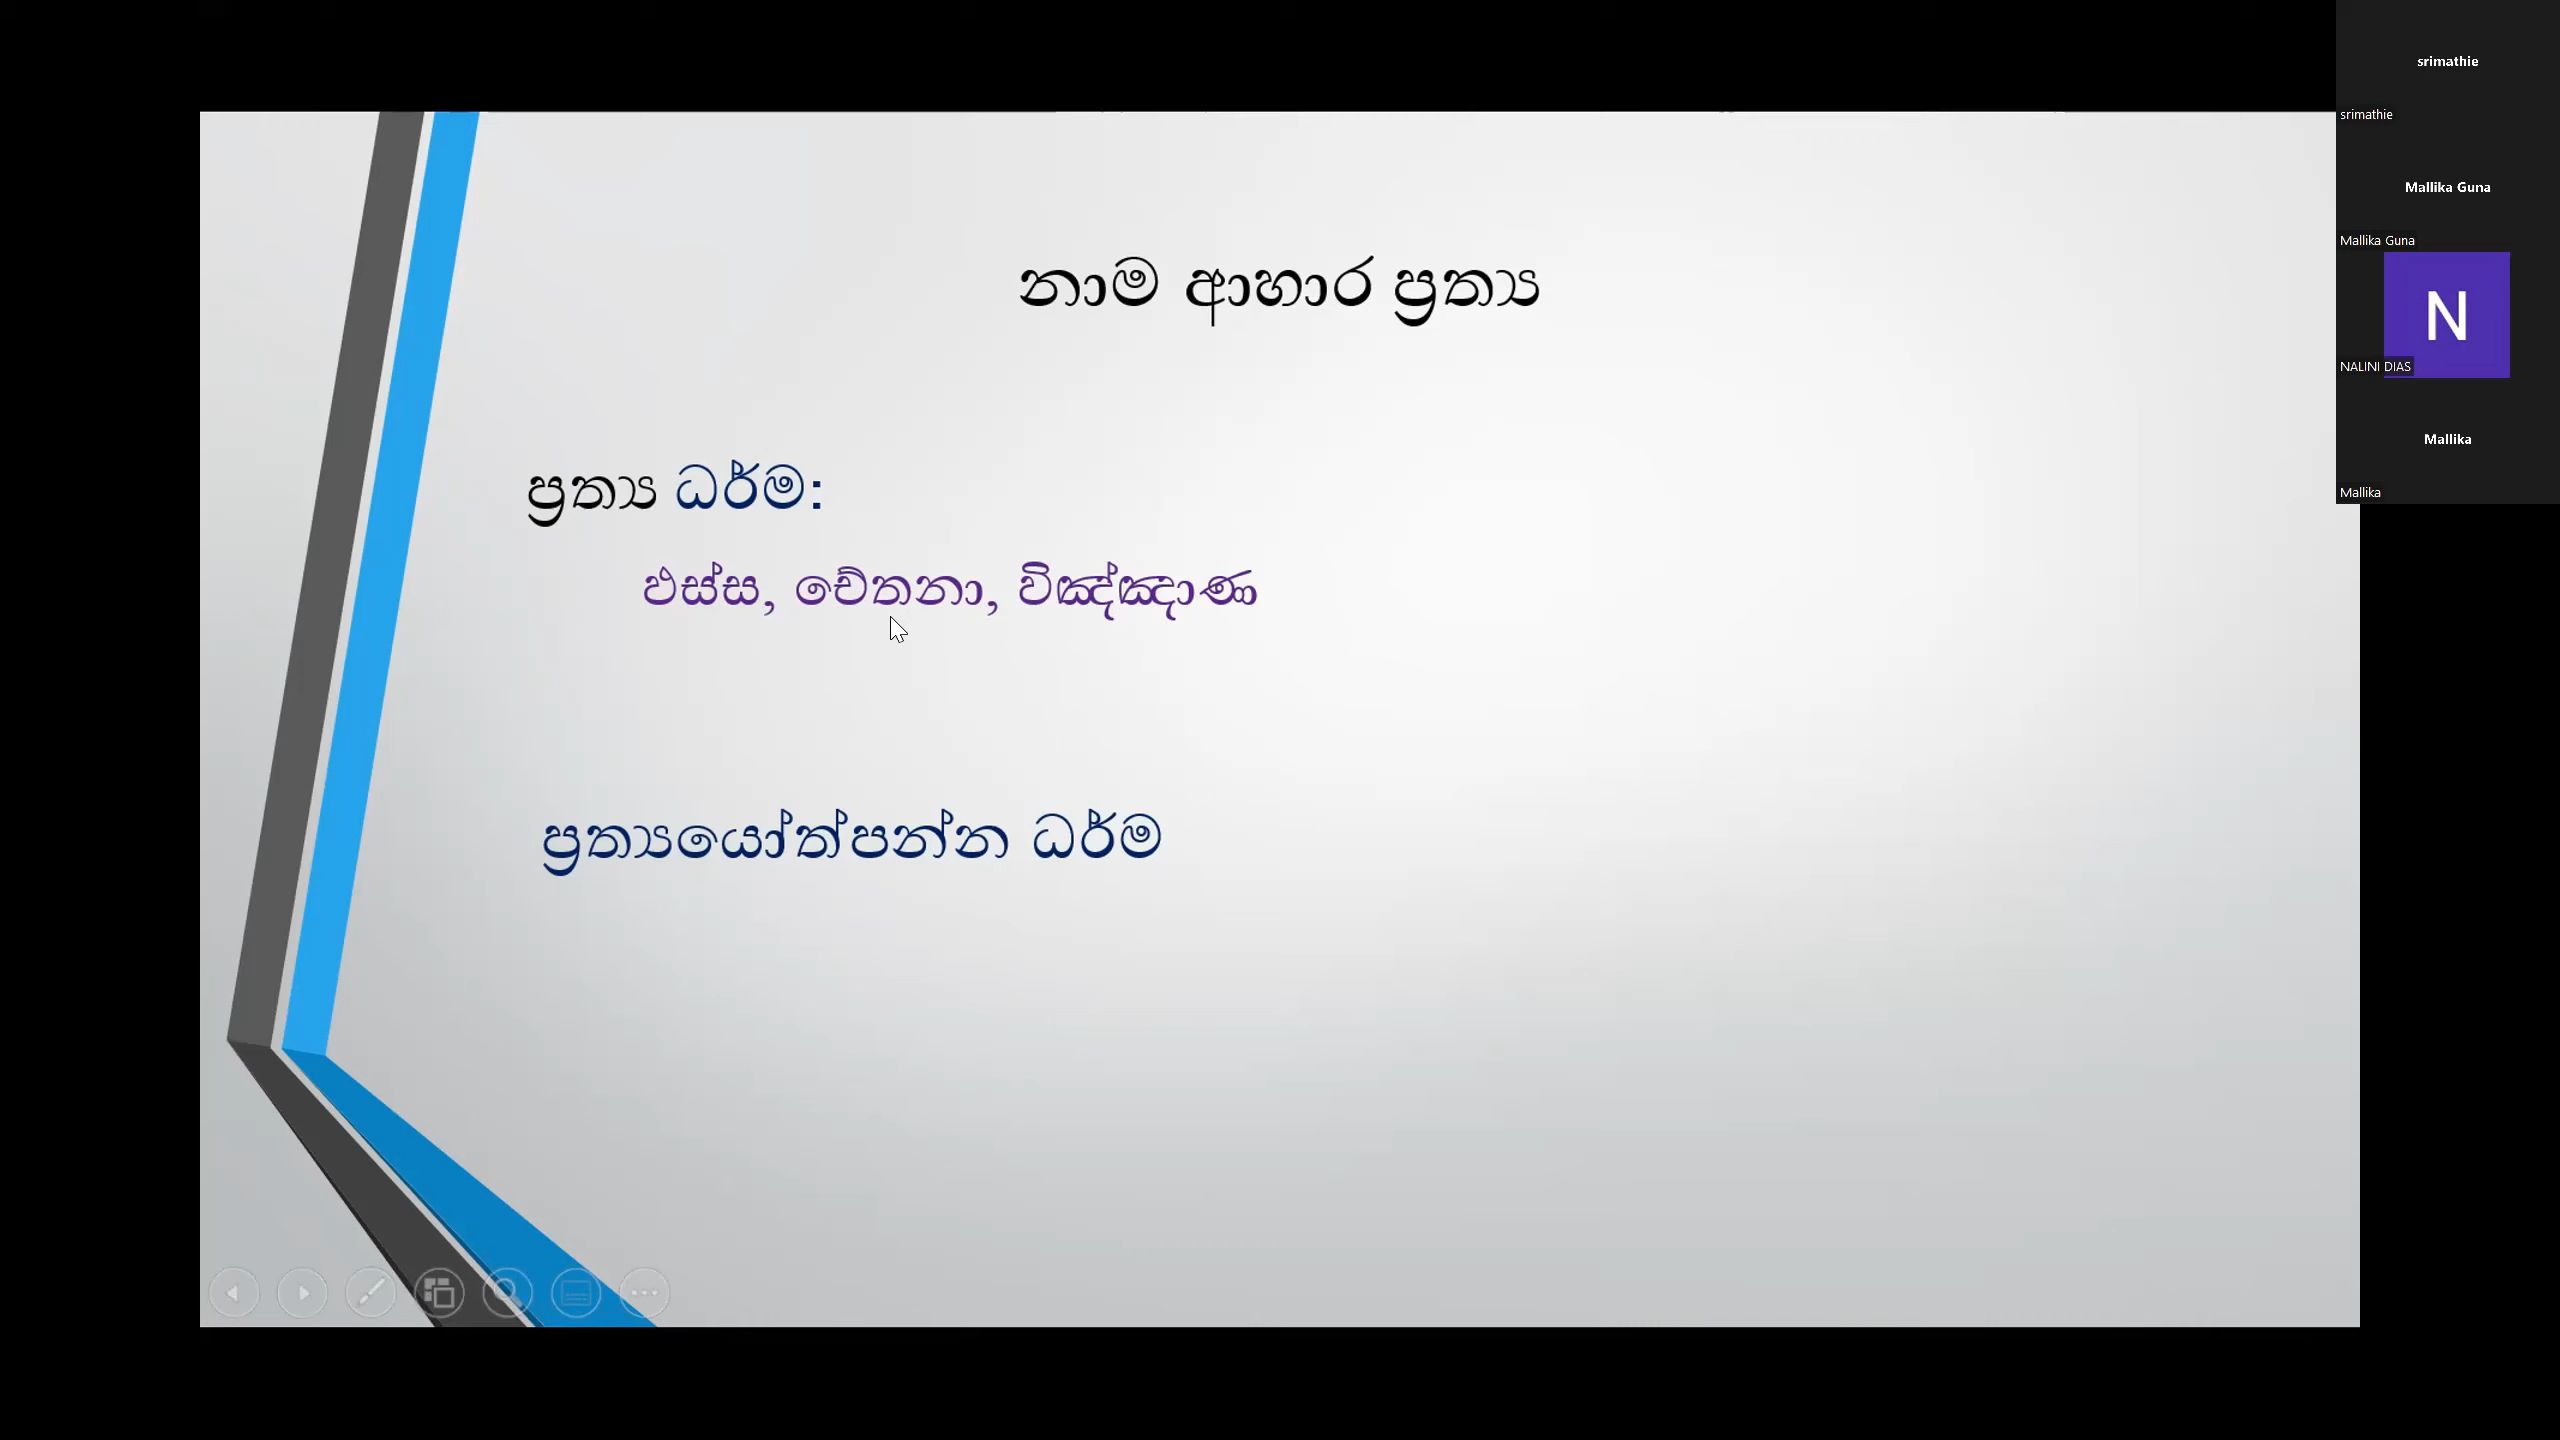 නාම ආහාර ප්‍රත්‍ය
ප්‍රත්‍ය ධර්ම:
ඵස්ස, චේතනා, විඤ්ඤාණ
ප්‍රත්‍යයෝත්පන්න ධර්ම
srimathie
srimathie
Mallika Guna
Mallika Guna
N
NALINI DIAS
Mallika
Mallika